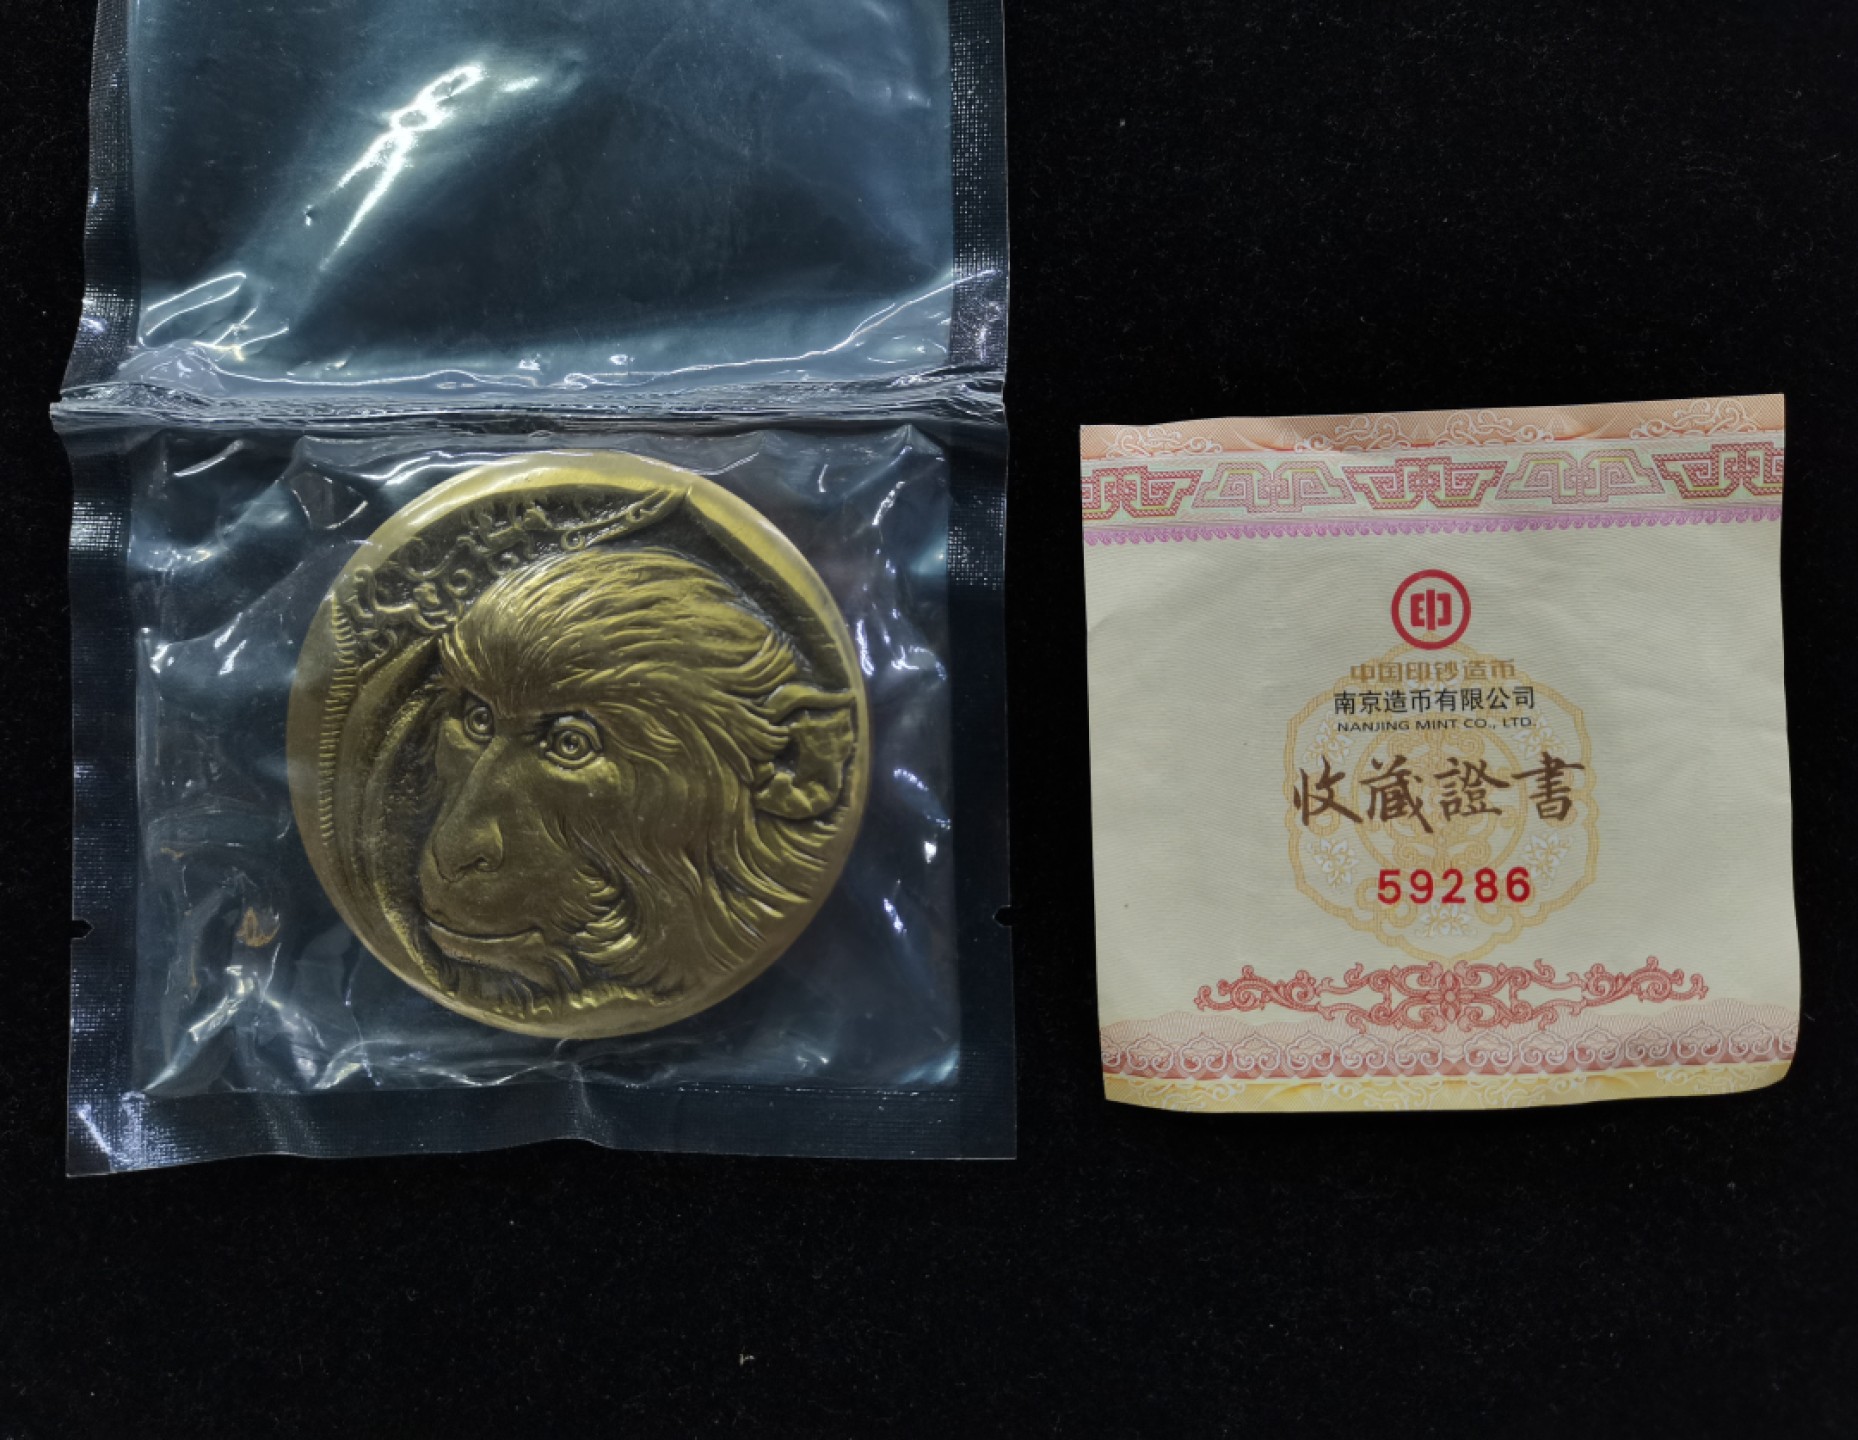 印
中国印钞造币
南京造币有限公司
NANJING MINT CO., LTD.
收藏證書
59286